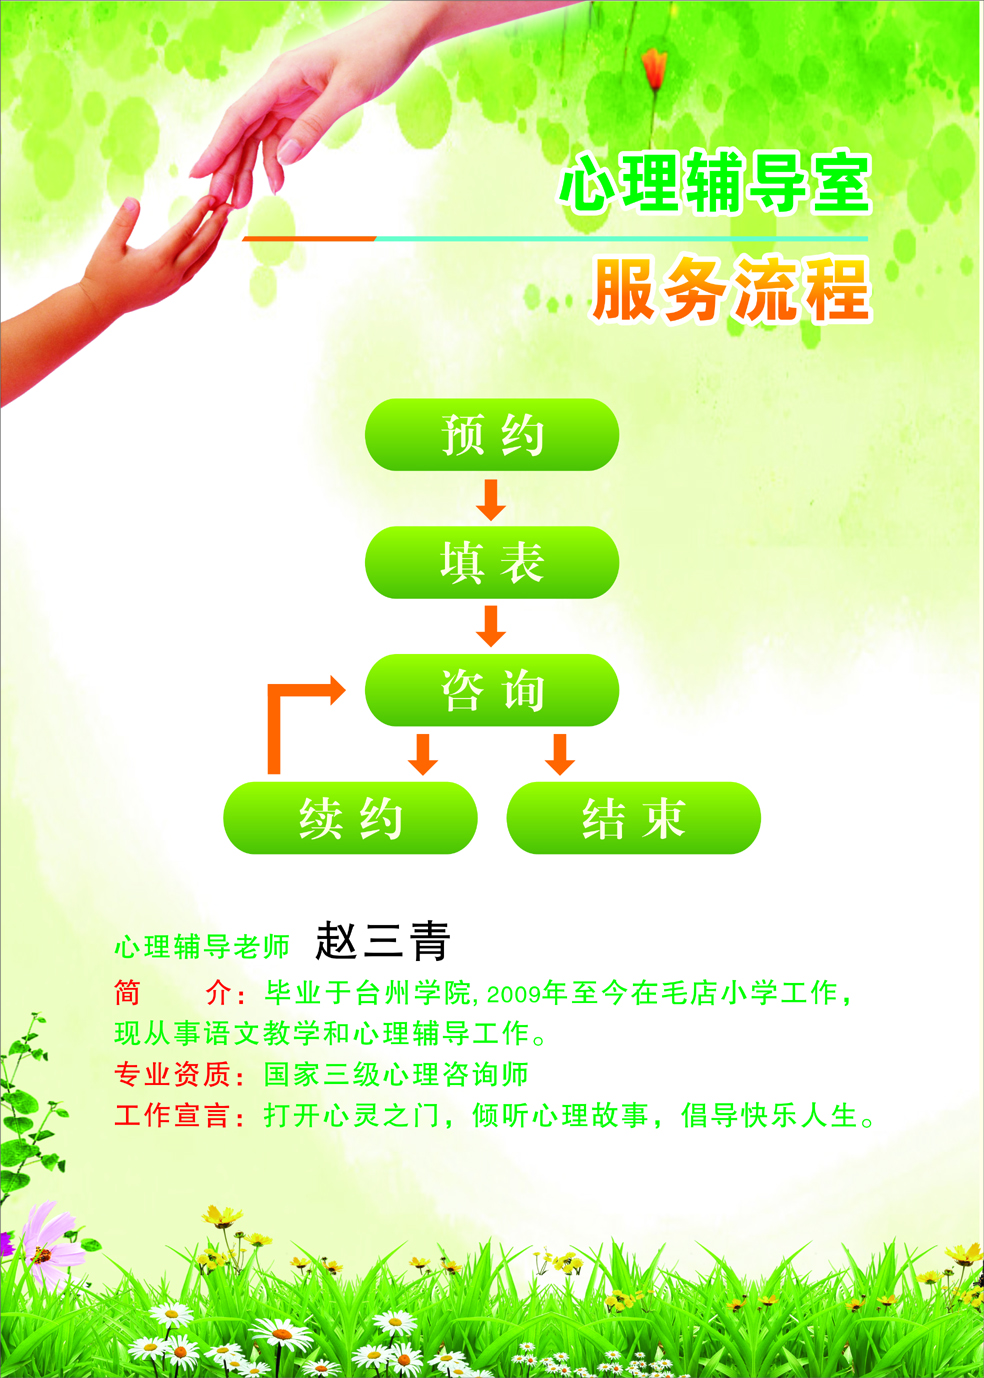 心理辅导室
服务流程
预约
填表
咨询
续约 结束
心理辅导老师 赵三青
简 介：毕业于台州学院,2009年至今在毛店小学工作，
现从事语文教学和心理辅导工作。
专业资质：国家三级心理咨询师
工作宣言：打开心灵之门，倾听心理故事，倡导快乐人生。